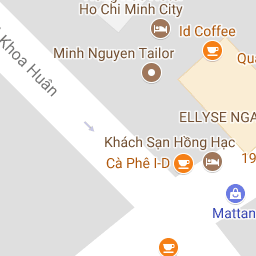 Ho Chi Minh City
Id Coffee
Minh Nguyen Tailor
Khoa Huân
ELLYSE NGA
Khách Sạn Hồng Hạc
Cà Phê I-D
19
Mattan